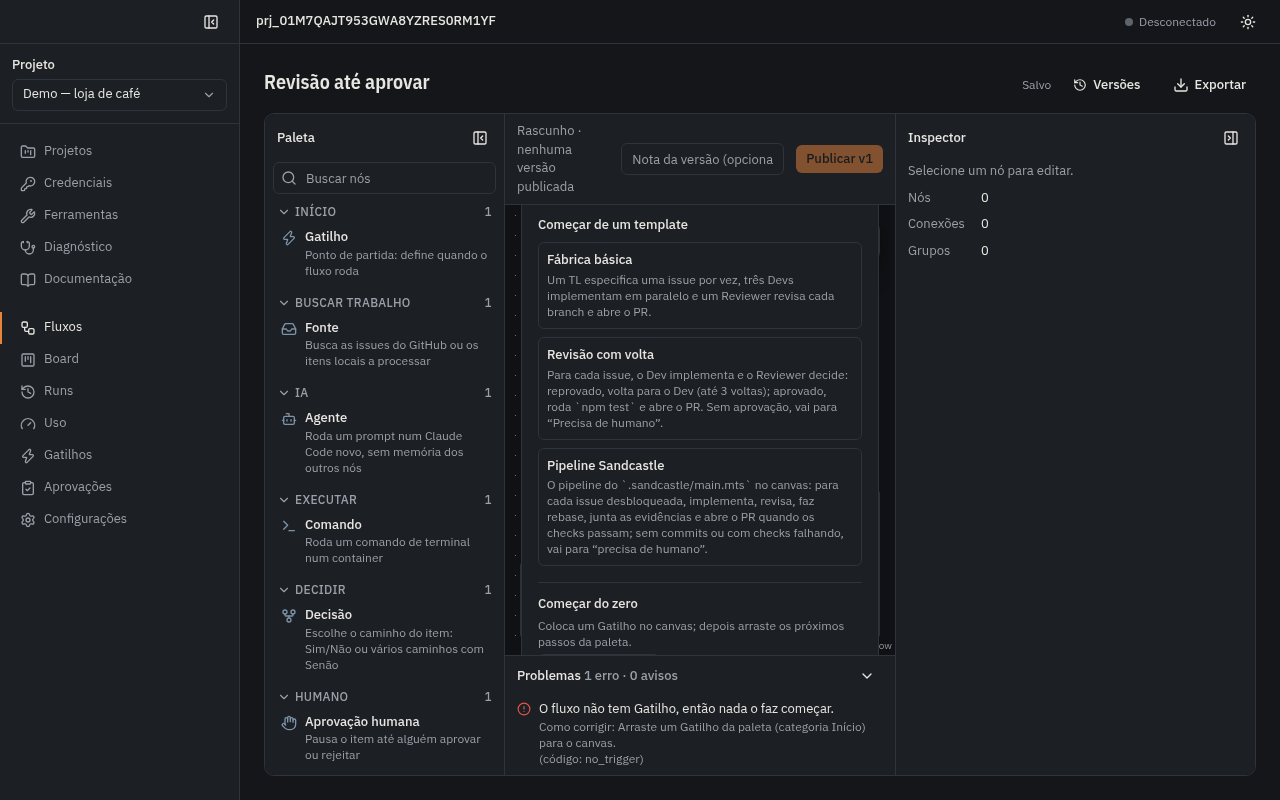 prj_01M7QAJT953GWA8YZRES0RM1YF
Desconectado
Projeto
Demo — loja de café
Projetos
Credenciais
Ferramentas
Diagnóstico
Documentação
Fluxos
Board
Runs
Uso
Gatilhos
Aprovações
Configurações
Revisão até aprovar
Salvo
Versões
Exportar
Paleta
Buscar nós
INÍCIO 1
Gatilho
Ponto de partida: define quando o
fluxo roda
BUSCAR TRABALHO 1
Fonte
Busca as issues do GitHub ou os
itens locais a processar
IA 1
Agente
Roda um prompt num Claude
Code novo, sem memória dos
outros nós
EXECUTAR 1
Comando
Roda um comando de terminal
num container
DECIDIR 1
Decisão
Escolhe o caminho do item:
Sim/Não ou vários caminhos com
Senão
HUMANO 1
Aprovação humana
Pausa o item até alguém aprovar
ou rejeitar
Rascunho ·
nenhuma
versão
publicada
Nota da versão (opciona
Publicar v1
Começar de um template
Fábrica básica
Um TL especifica uma issue por vez, três Devs
implementam em paralelo e um Reviewer revisa cada
branch e abre o PR.
Revisão com volta
Para cada issue, o Dev implementa e o Reviewer decide:
reprovado, volta para o Dev (até 3 voltas); aprovado,
roda `npm test` e abre o PR. Sem aprovação, vai para
“Precisa de humano”.
Pipeline Sandcastle
O pipeline do `.sandcastle/main.mts` no canvas: para
cada issue desbloqueada, implementa, revisa, faz
rebase, junta as evidências e abre o PR quando os
checks passam; sem commits ou com checks falhando,
vai para “precisa de humano”.
Começar do zero
Coloca um Gatilho no canvas; depois arraste os próximos
passos da paleta.
ow
Problemas 1 erro · 0 avisos
O fluxo não tem Gatilho, então nada o faz começar.
Como corrigir: Arraste um Gatilho da paleta (categoria Início)
para o canvas.
(código: no_trigger)
Inspector
Selecione um nó para editar.
Nós 0
Conexões 0
Grupos 0